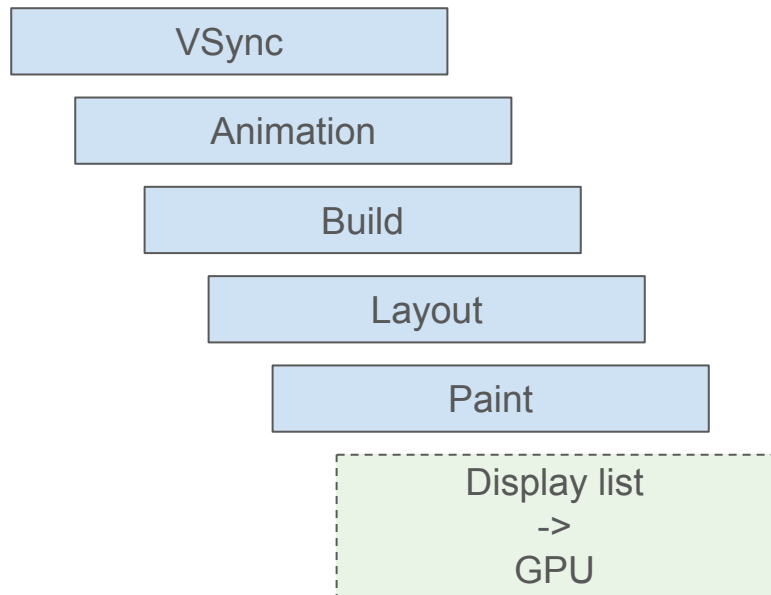 VSync
Animation
Build
Layout
Paint
Display list
->
GPU